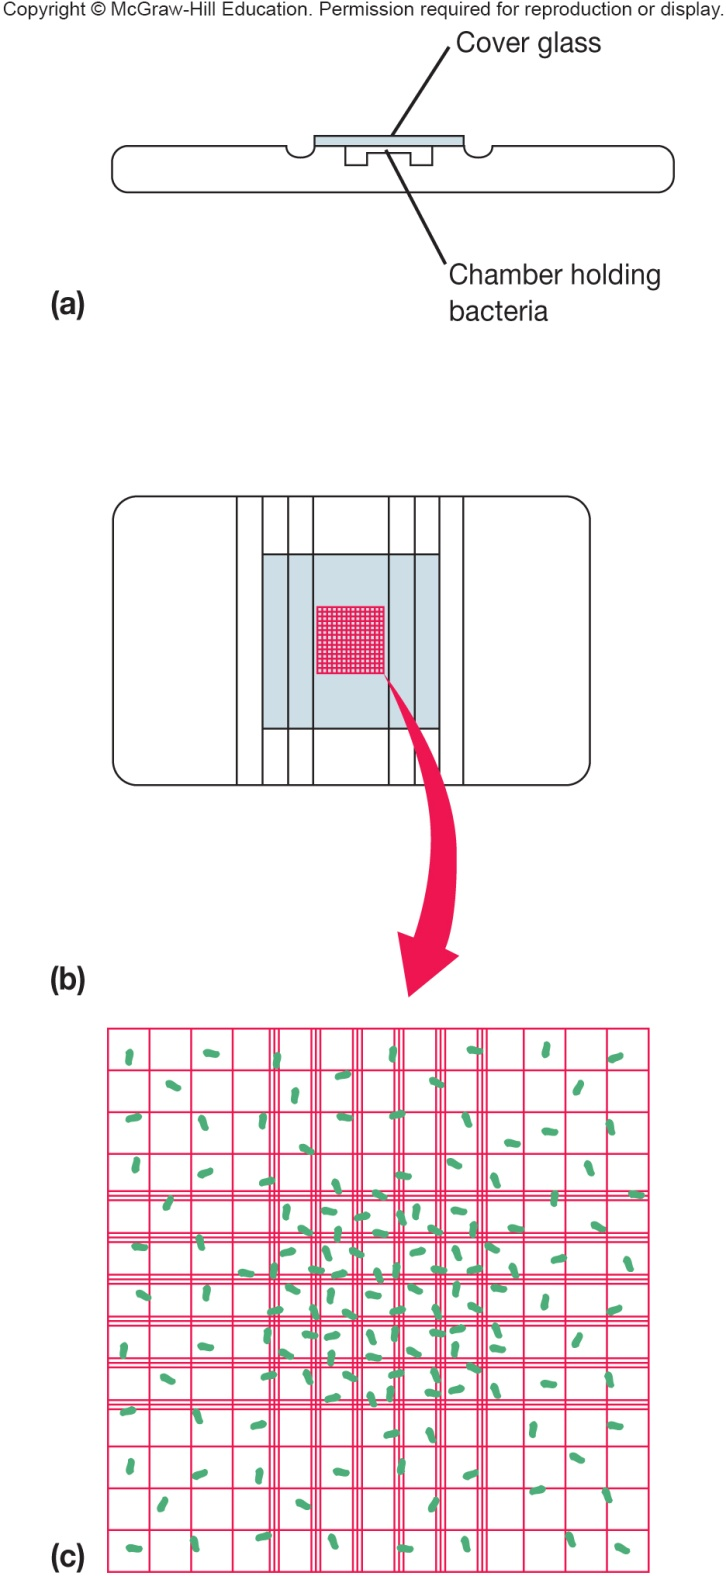 Copyright © McGraw-Hill Education. Permission required for reproduction or display.
Cover glass
Chamber holding
bacteria
(a)
(b)
(c)